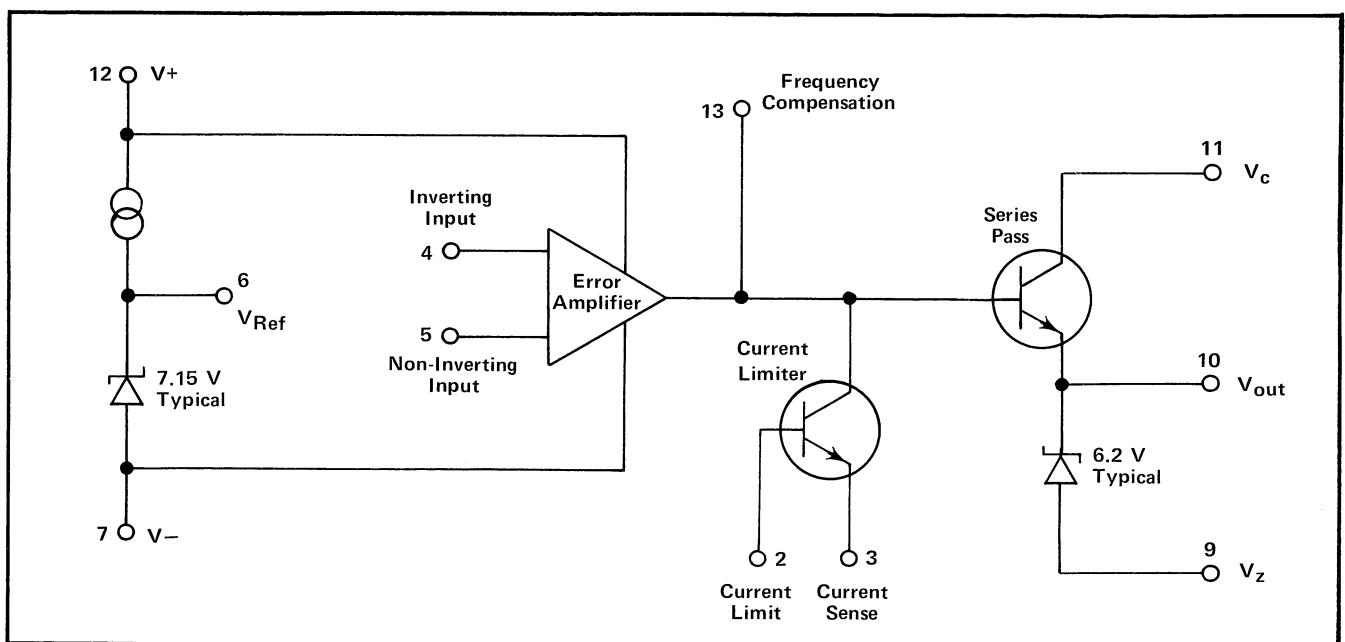 12 V+
Frequency
Compensation
13
11
Vc
Inverting
Input
4
Series
Pass
6
VRef
Error
Amplifier
5
Non-Inverting
Input
7.15 V
Typical
Current
Limiter
10
Vout
6.2 V
Typical
7 V−
2
3
Current
Limit
Current
Sense
9
Vz